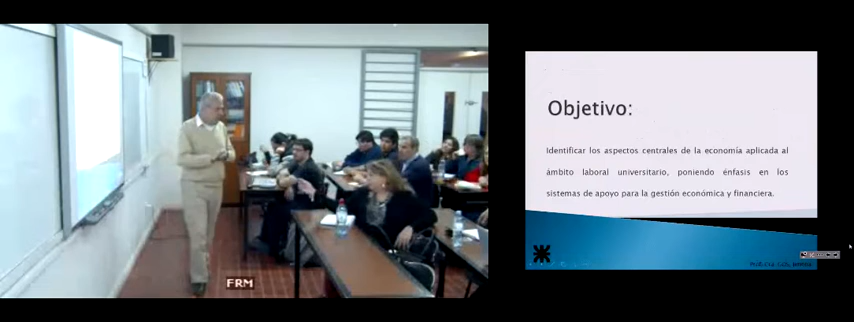 Objetivo:
Identificar los aspectos centrales de la economía aplicada al
ámbito laboral universitario, poniendo énfasis en los
sistemas de apoyo para la gestión económica y financiera.
FRM